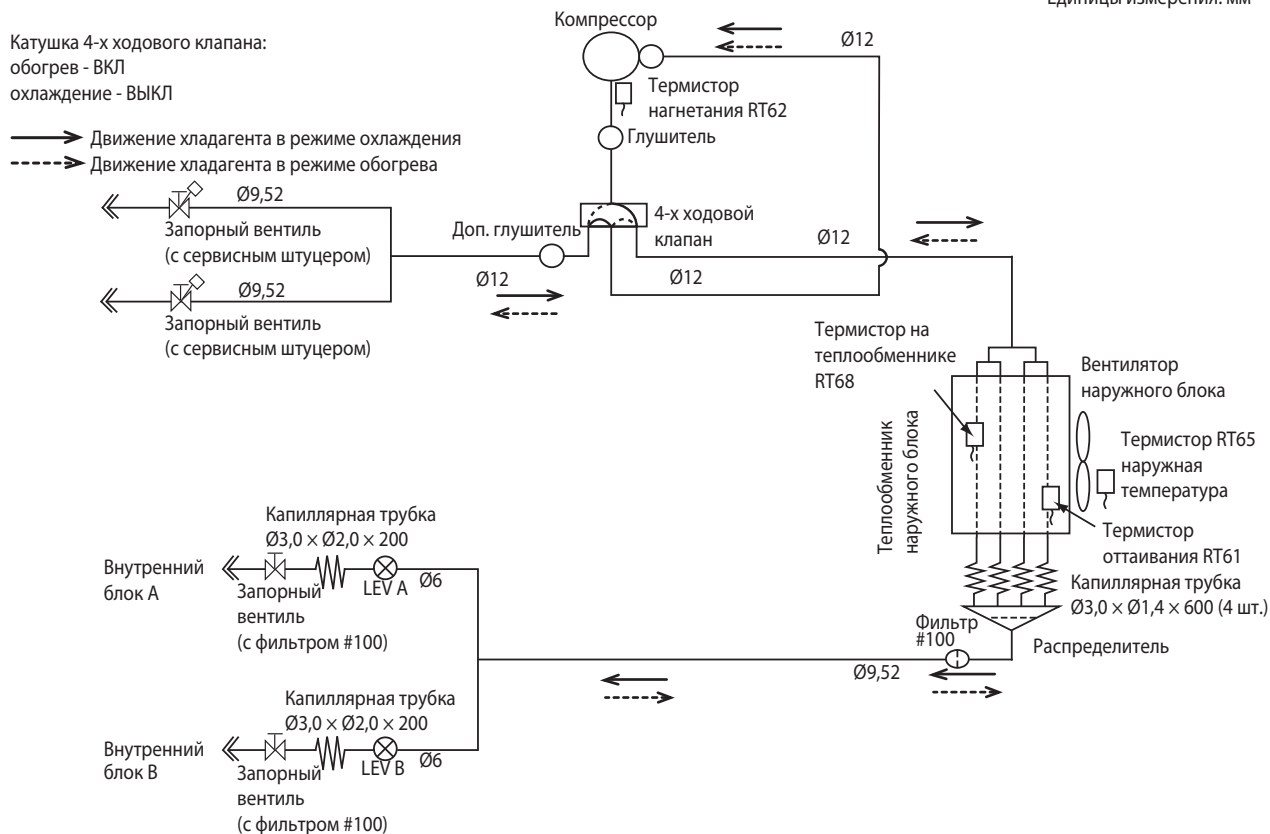 Единицы измерения: мм
Компрессор
Катушка 4-х ходового клапана:
обогрев - ВКЛ
охлаждение - ВЫКЛ
Ø12
Термистор
нагнетания RT62
Глушитель
Движение хладагента в режиме охлаждения
Движение хладагента в режиме обогрева
Ø9,52
Запорный вентиль
(с сервисным штуцером)
Доп. глушитель
4-х ходовой
клапан
Ø12
Ø12
Ø12
Ø9,52
Запорный вентиль
(с сервисным штуцером)
Термистор на
теплообменнике
RT68
Вентилятор
наружного блока
Теплообменник
наружного блока
Термистор RT65
наружная
температура
Термистор
оттаивания RT61
Капиллярная трубка
Ø3,0 × Ø1,4 × 600 (4 шт.)
Распределитель
Фильтр
#100
Ø9,52
Капиллярная трубка
Ø3,0 × Ø2,0 × 200
Внутренний
блок A
LEV A
Ø6
Запорный
вентиль
(с фильтром #100)
Капиллярная трубка
Ø3,0 × Ø2,0 × 200
Внутренний
блок B
LEV B
Ø6
Запорный
вентиль
(с фильтром #100)